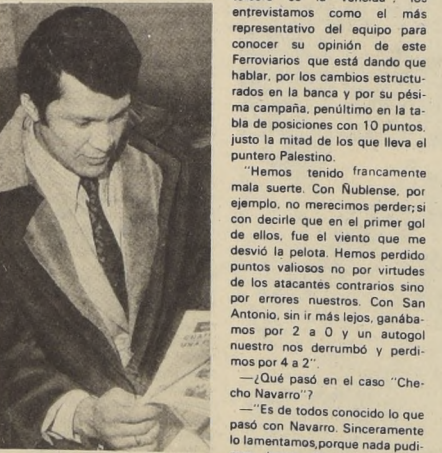 entrevistamos como el más
representativo del equipo para
conocer su opinión de este
Ferroviarios que está dando que
hablar, por los cambios estructu-
rados en la banca y por su pési-
ma campaña, penúltimo en la ta-
bla de posiciones con 10 puntos.
justo la mitad de los que lleva el
puntero Palestino.
"Hemos tenido francamente
mala suerte. Con Ñublense, por
ejemplo, no merecimos perder; si
con decirle que en el primer gol
de ellos, fue el viento que me
desvió la pelota. Hemos perdido
puntos valiosos no por virtudes
de los atacantes contrarios sino
por errores nuestros. Con San
Antonio, sin ir más lejos, ganába-
mos por 2 a 0 y un autogol
nuestro nos derrumbó y perdi-
mos por 4 a 2".
—¿Qué pasó en el caso "Che-
cho Navarro"?
—"Es de todos conocido lo que
pasó con Navarro. Sinceramente
lo lamentamos,porque nada pudi-